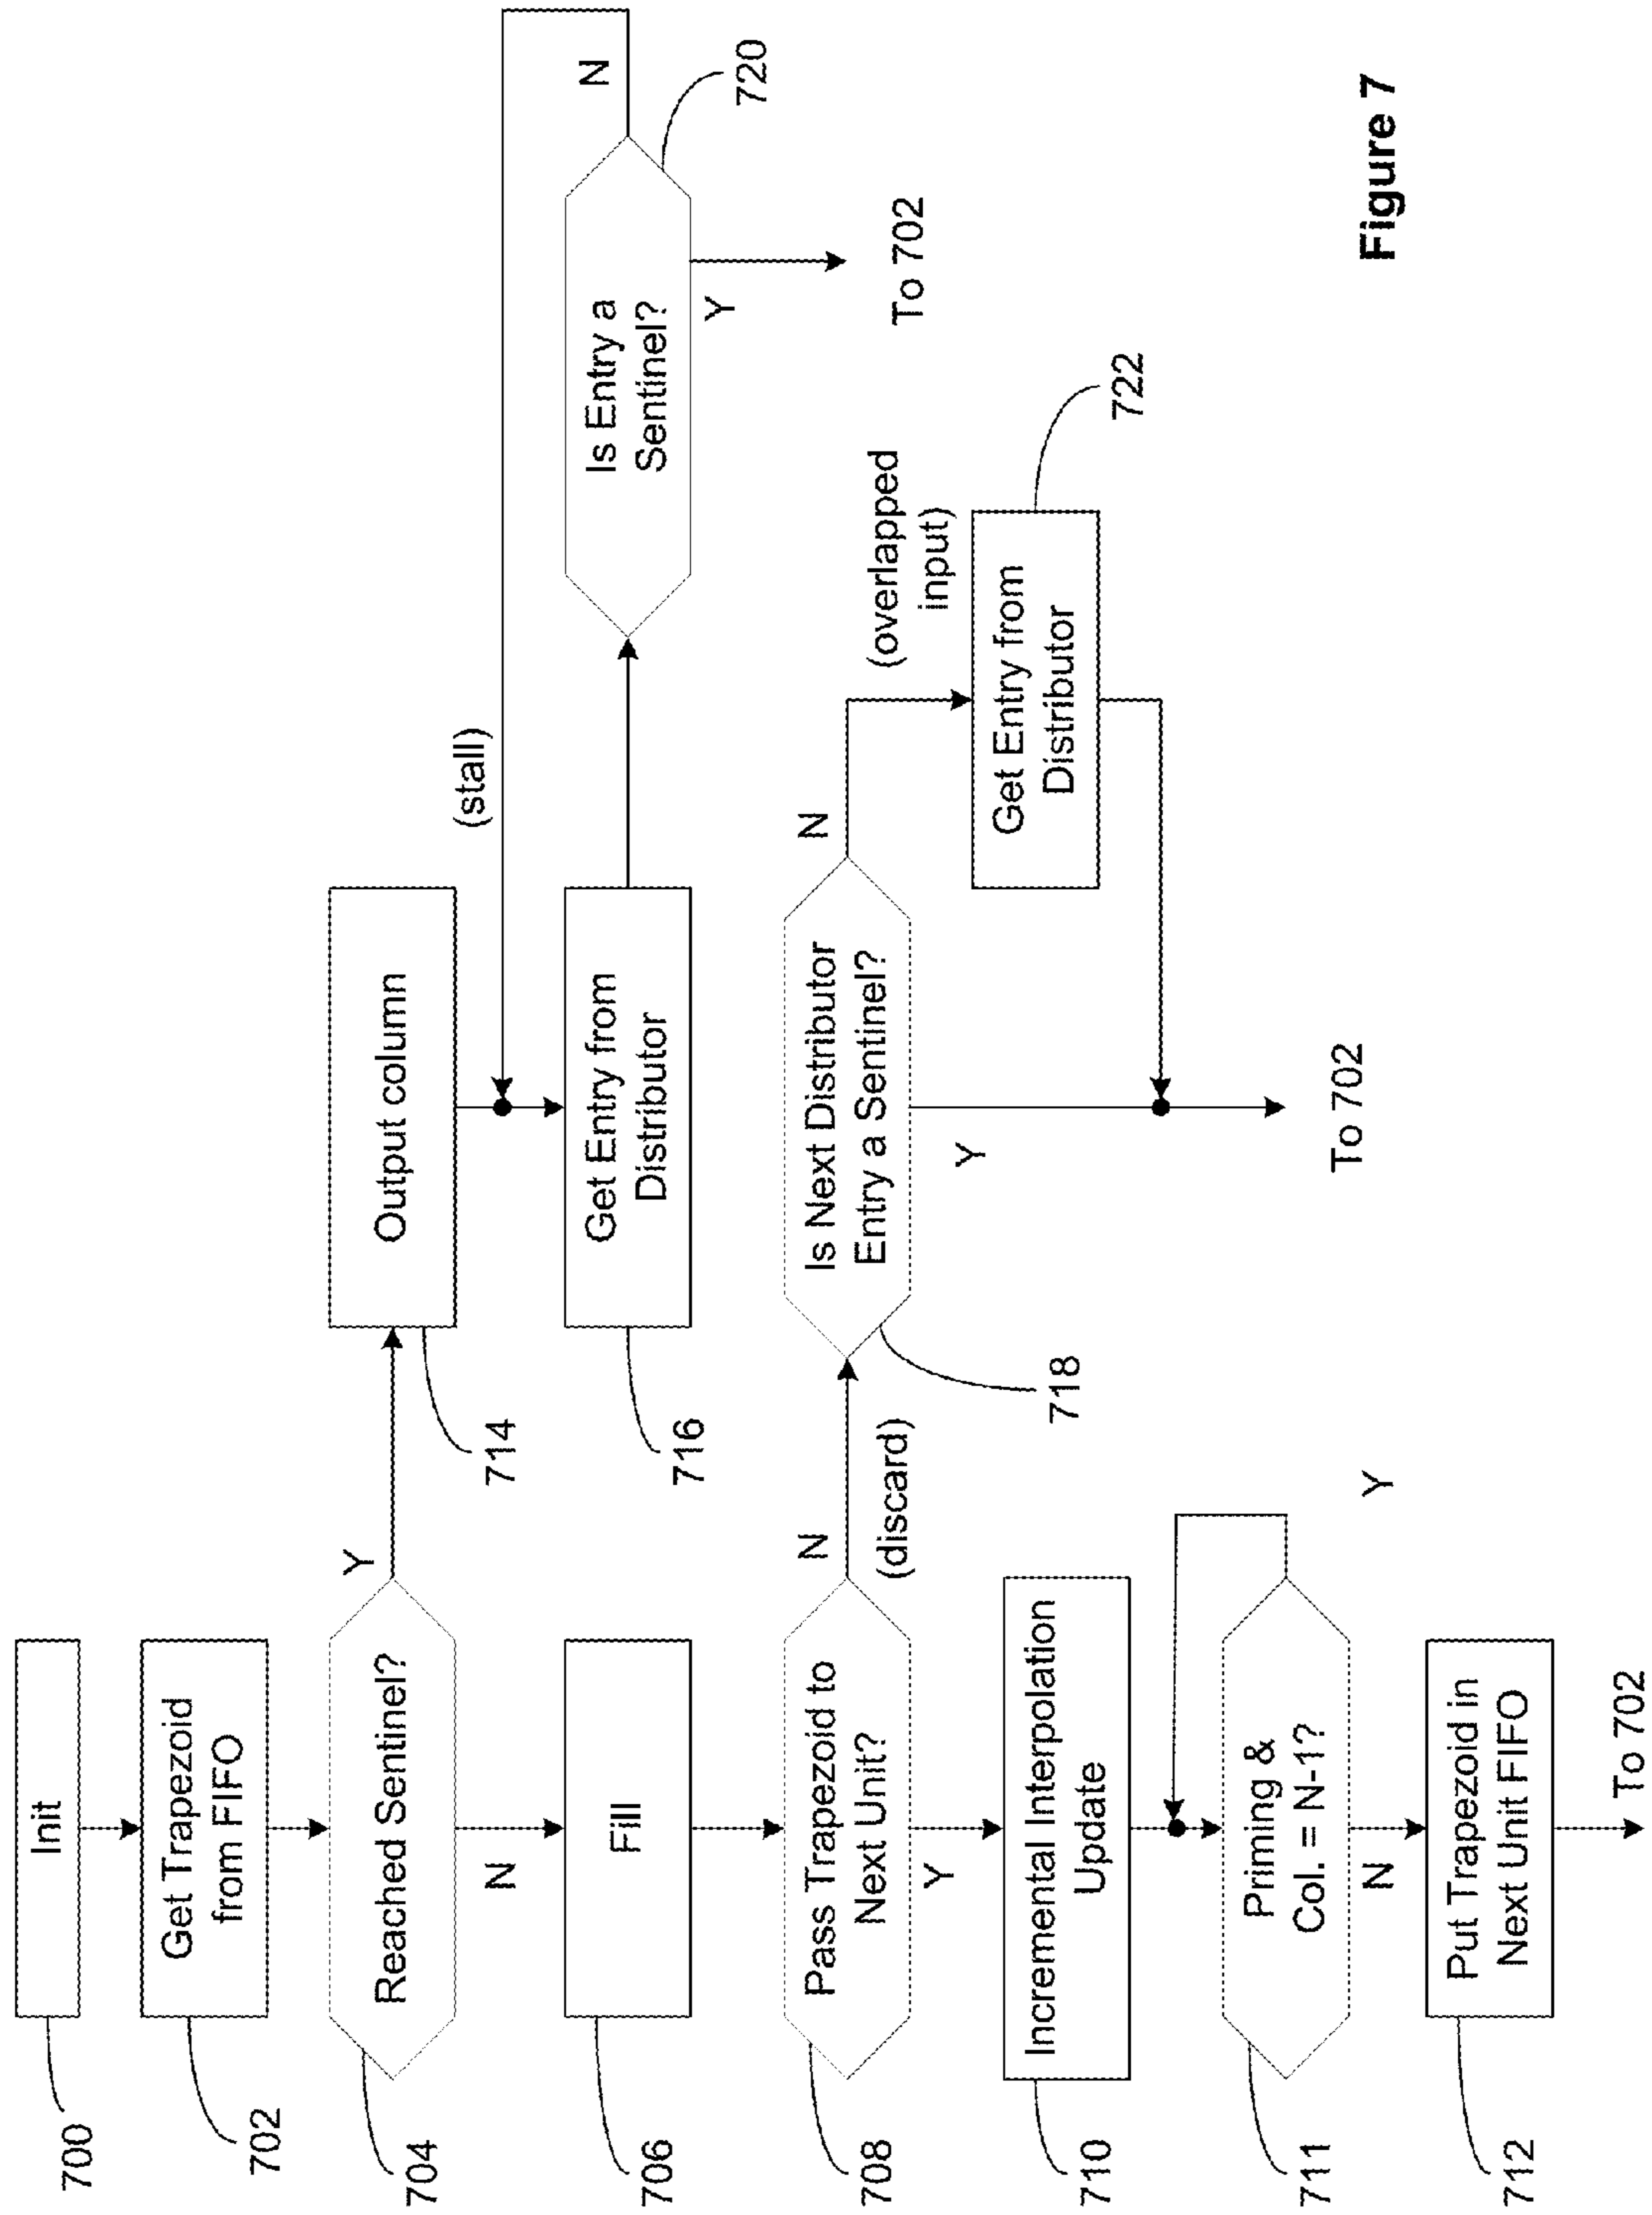 Init
700
Get Trapezoid
from FIFO
702
Reached Sentinel?
704
Y
N
Output column
714
(stall)
Get Entry from
Distributor
716
Is Entry a
Sentinel?
720
N
Y
To 702
Fill
706
Pass Trapezoid to
Next Unit?
708
N
(discard)
Y
Is Next Distributor
Entry a Sentinel?
718
N
Y
(overlapped
input)
Get Entry from
Distributor
722
To 702
Incremental Interpolation
Update
710
Priming &
Col. = N-1?
711
Y
N
Put Trapezoid in
Next Unit FIFO
712
To 702
Figure 7